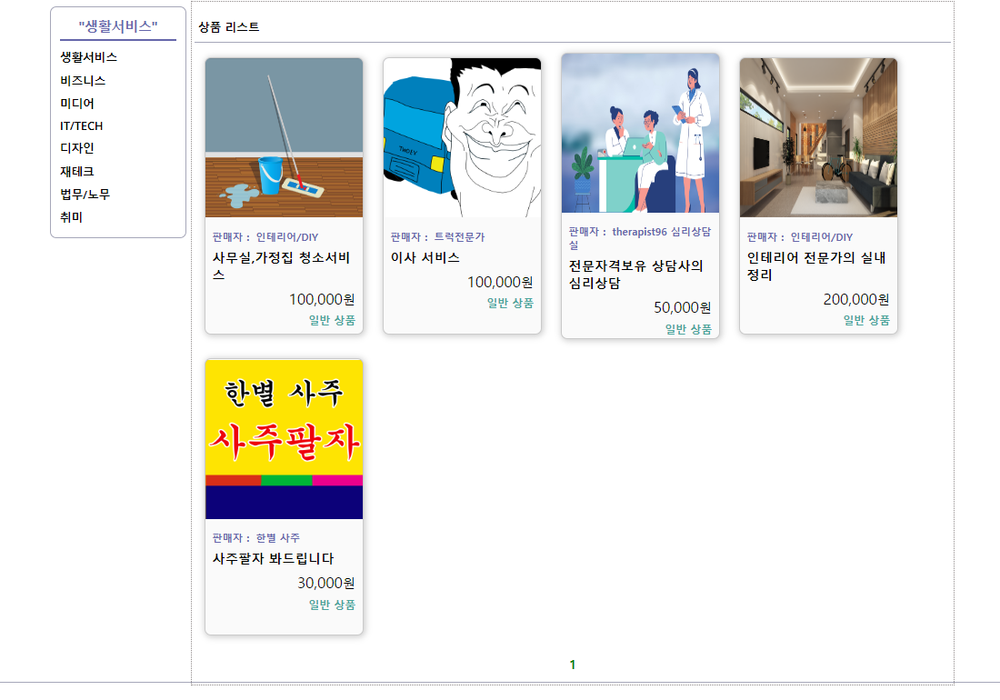 "생활서비스"
생활서비스
비즈니스
미디어
IT/TECH
디자인
재테크
법무/노무
취미
상품 리스트
판매자 : 인테리어/DIY
사무실,가정집 청소서비
스
100,000원
일반 상품
TWOEY
판매자 : 트럭전문가
이사 서비스
100,000원
일반 상품
판매자 : therapist96 심리상담
실
전문자격보유 상담사의
심리상담
50,000원
일반 상품
판매자 : 인테리어/DIY
인테리어 전문가의 실내
정리
200,000원
일반 상품
한별 사주
사주팔자
판매자 : 한별 사주
사주팔자 봐드립니다
30,000원
일반 상품
1